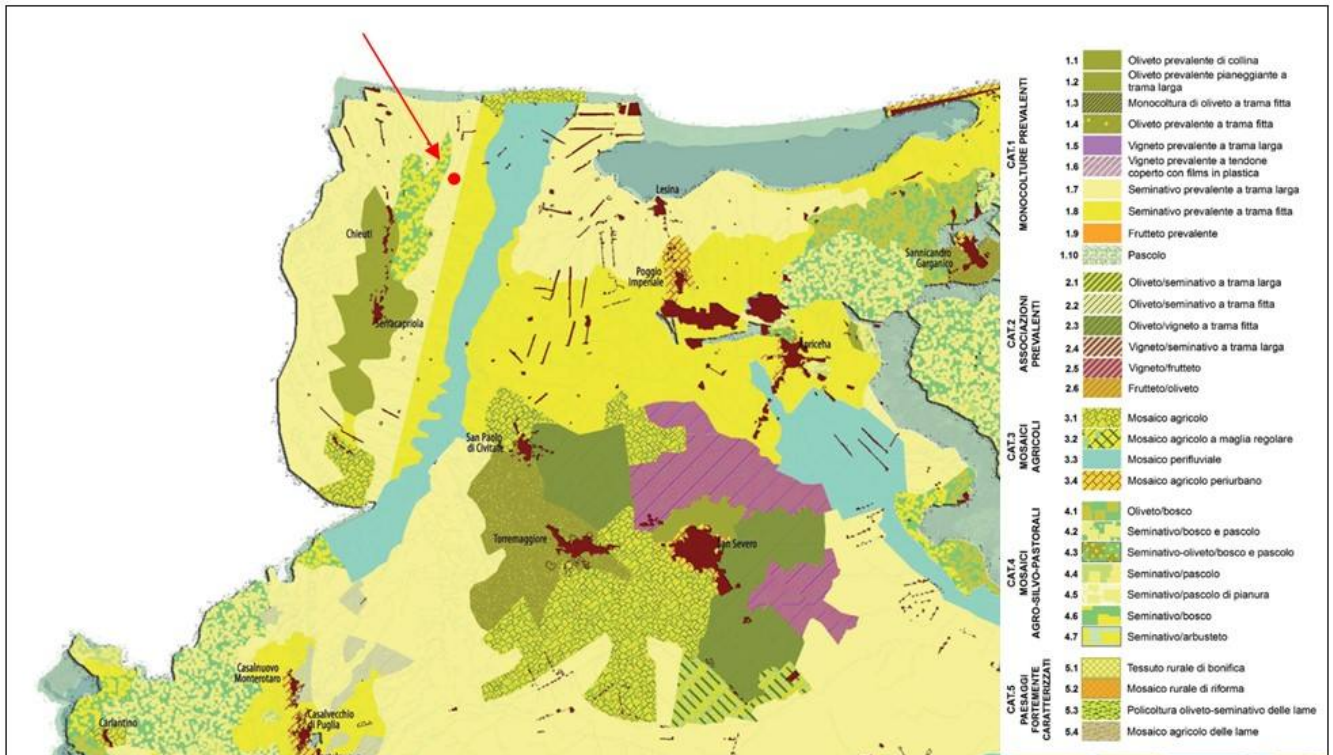 Chieuti
Serracapriola
Lesina
Poggio
Imperiale
Sannicandro
Garganico
Apricena
San Paolo
di Civitate
Torremaggiore
San Severo
Casalnuovo
Monterotaro
Casalvecchio
di Puglia
Carlantino
CAT.1
MONOCOLTURE PREVALENTI
1.1 Oliveto prevalente di collina
1.2 Oliveto prevalente pianeggiante a
trama larga
1.3 Monocoltura di oliveto a trama fitta
1.4 Oliveto prevalente a trama fitta
1.5 Vigneto prevalente a trama larga
1.6 Vigneto prevalente a tendone
coperto con films in plastica
1.7 Seminativo prevalente a trama larga
1.8 Seminativo prevalente a trama fitta
1.9 Frutteto prevalente
1.10 Pascolo
CAT.2
ASSOCIAZIONI
PREVALENTI
2.1 Oliveto/seminativo a trama larga
2.2 Oliveto/seminativo a trama fitta
2.3 Oliveto/vigneto a trama fitta
2.4 Vigneto/seminativo a trama larga
2.5 Vigneto/frutteto
2.6 Frutteto/oliveto
CAT.3
MOSAICI
AGRICOLI
3.1 Mosaico agricolo
3.2 Mosaico agricolo a maglia regolare
3.3 Mosaico perifluviale
3.4 Mosaico agricolo periurbano
CAT.4
MOSAICI
AGRO-SILVO-PASTORALI
4.1 Oliveto/bosco
4.2 Seminativo/bosco e pascolo
4.3 Seminativo-oliveto/bosco e pascolo
4.4 Seminativo/pascolo
4.5 Seminativo/pascolo di pianura
4.6 Seminativo/bosco
4.7 Seminativo/arbusteto
CAT.5
PAESAGGI
FORTEMENTE
CARATTERIZZATI
5.1 Tessuto rurale di bonifica
5.2 Mosaico rurale di riforma
5.3 Policoltura oliveto-seminativo delle lame
5.4 Mosaico agricolo delle lame